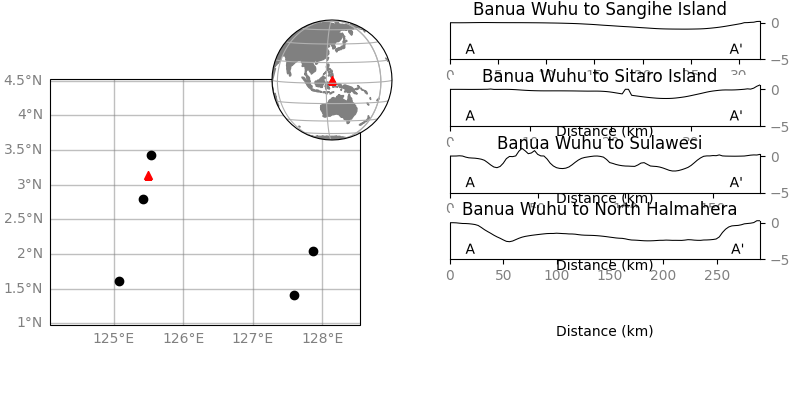 Banua Wuhu to Sangihe Island
0
A A'
−5
Banua Wuhu to Sitaro Island
0
A A'
−5
Distance (km)
Banua Wuhu to Sulawesi
0
A A'
−5
Distance (km)
Banua Wuhu to North Halmahera
0
A A'
−5
Distance (km)
0 50 100 150 200 250
Distance (km)
4.5°N
4°N
3.5°N
3°N
2.5°N
2°N
1.5°N
1°N
125°E 126°E 127°E 128°E